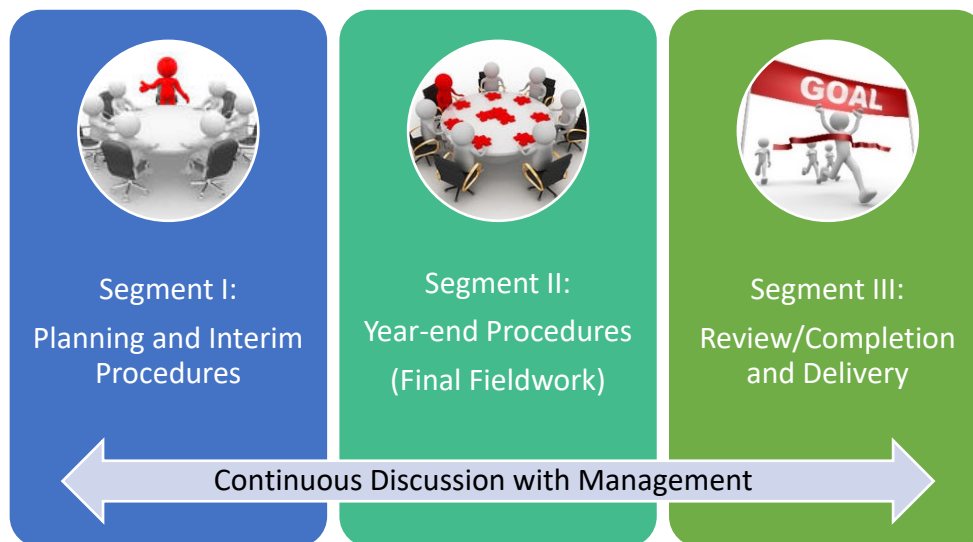 GOAL
Segment I:
Planning and Interim
Procedures
Segment II:
Year-end Procedures
(Final Fieldwork)
Segment III:
Review/Completion
and Delivery
Continuous Discussion with Management